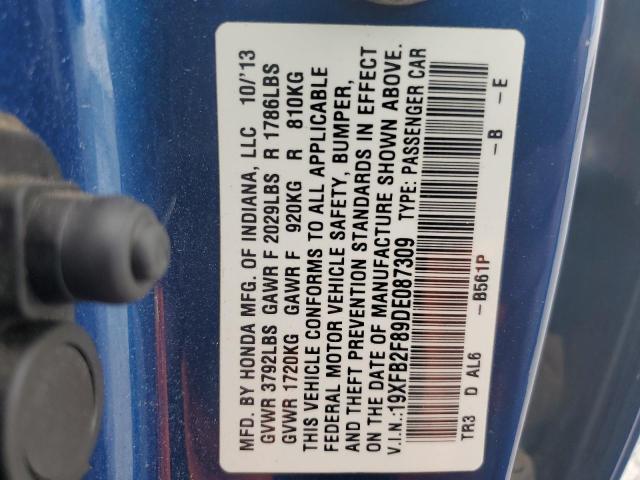 MFD. BY HONDA MFG. OF INDIANA, LLC 10/'13
GVWR 3792LBS GAWR F 2029LBS R 1786LBS
GVWR 1720KG GAWR F 920KG R 810KG
THIS VEHICLE CONFORMS TO ALL APPLICABLE
FEDERAL MOTOR VEHICLE SAFETY, BUMPER,
AND THEFT PREVENTION STANDARDS IN EFFECT
ON THE DATE OF MANUFACTURE SHOWN ABOVE.
V.I.N.:19XFB2F89DE087309 TYPE: PASSENGER CAR
TR3 D AL6 -B561P -B -E